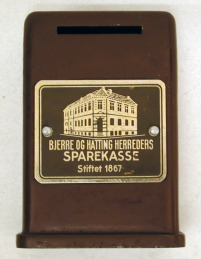 BJERRE OG HATTING HERREDERS
SPAREKASSE
Stiftet 1867